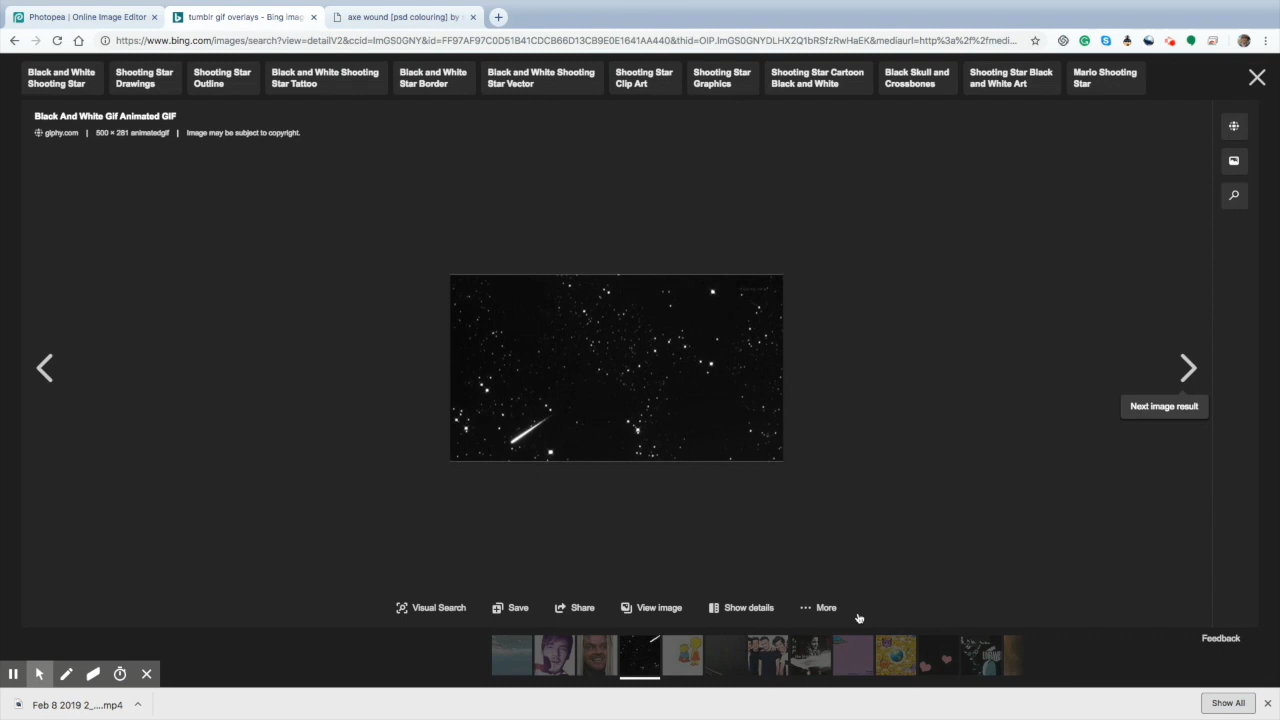 Photopea | Online Image Editor
tumblr gif overlays - Bing imag
axe wound [psd colouring] by
https://www.bing.com/images/search?view=detailV2&ccid=ImGS0GNY&id=FF97AF97C0D51B41CDCB66D13CB9E0E1641AA440&thid=OIP.ImGS0GNYDLHX2Q1bRSfzRwHaEK&mediaurl=http%3a%2f%2fmedi...
Black and White
Shooting Star
Shooting Star
Drawings
Shooting Star
Outline
Black and White Shooting
Star Tattoo
Black and White
Star Border
Black and White Shooting
Star Vector
Shooting Star
Clip Art
Shooting Star
Graphics
Shooting Star Cartoon
Black and White
Black Skull and
Crossbones
Shooting Star Black
and White Art
Mario Shooting
Star
Black And White Gif Animated GIF
giphy.com | 500 × 281 animatedgif | Image may be subject to copyright.
Next image result
Visual Search
Save
Share
View image
Show details
More
Feedback
Feb 8 2019 2_....mp4
Show All